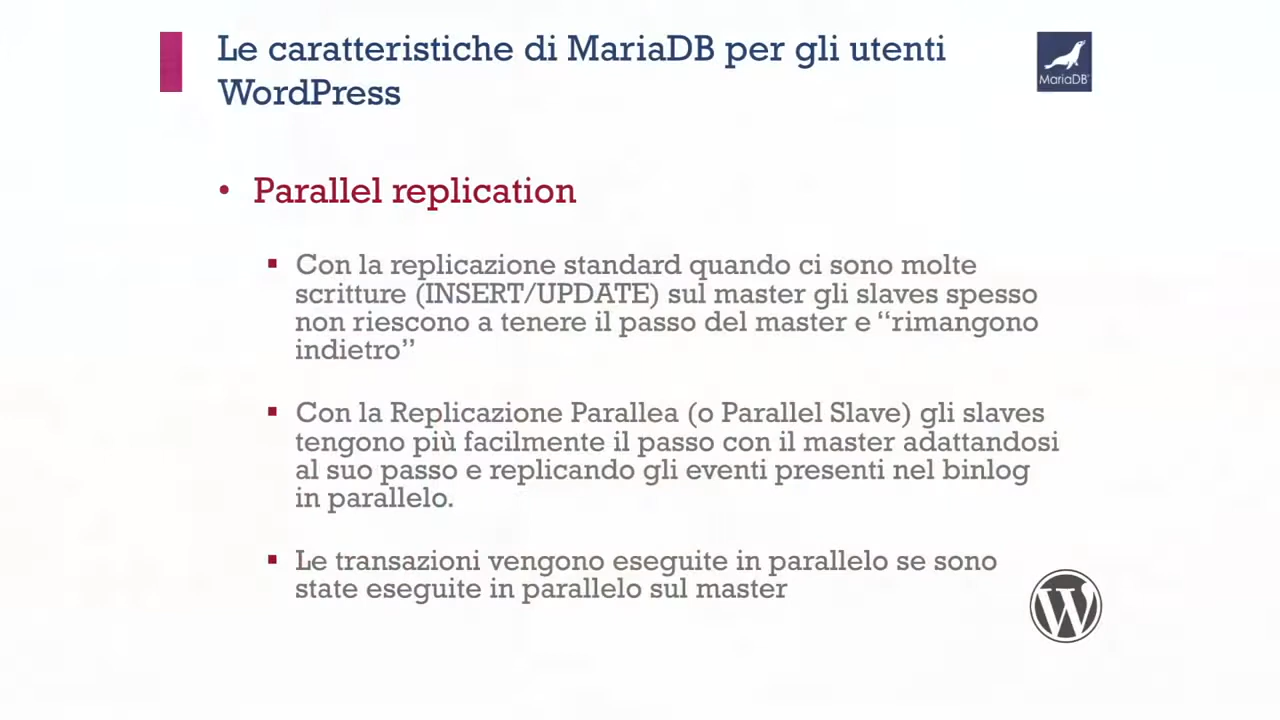 Le caratteristiche di MariaDB per gli utenti
WordPress
MariaDB
• Parallel replication
▪ Con la replicazione standard quando ci sono molte
scritture (INSERT/UPDATE) sul master gli slaves spesso
non riescono a tenere il passo del master e “rimangono
indietro”
▪ Con la Replicazione Parallea (o Parallel Slave) gli slaves
tengono più facilmente il passo con il master adattandosi
al suo passo e replicando gli eventi presenti nel binlog
in parallelo.
▪ Le transazioni vengono eseguite in parallelo se sono
state eseguite in parallelo sul master
W